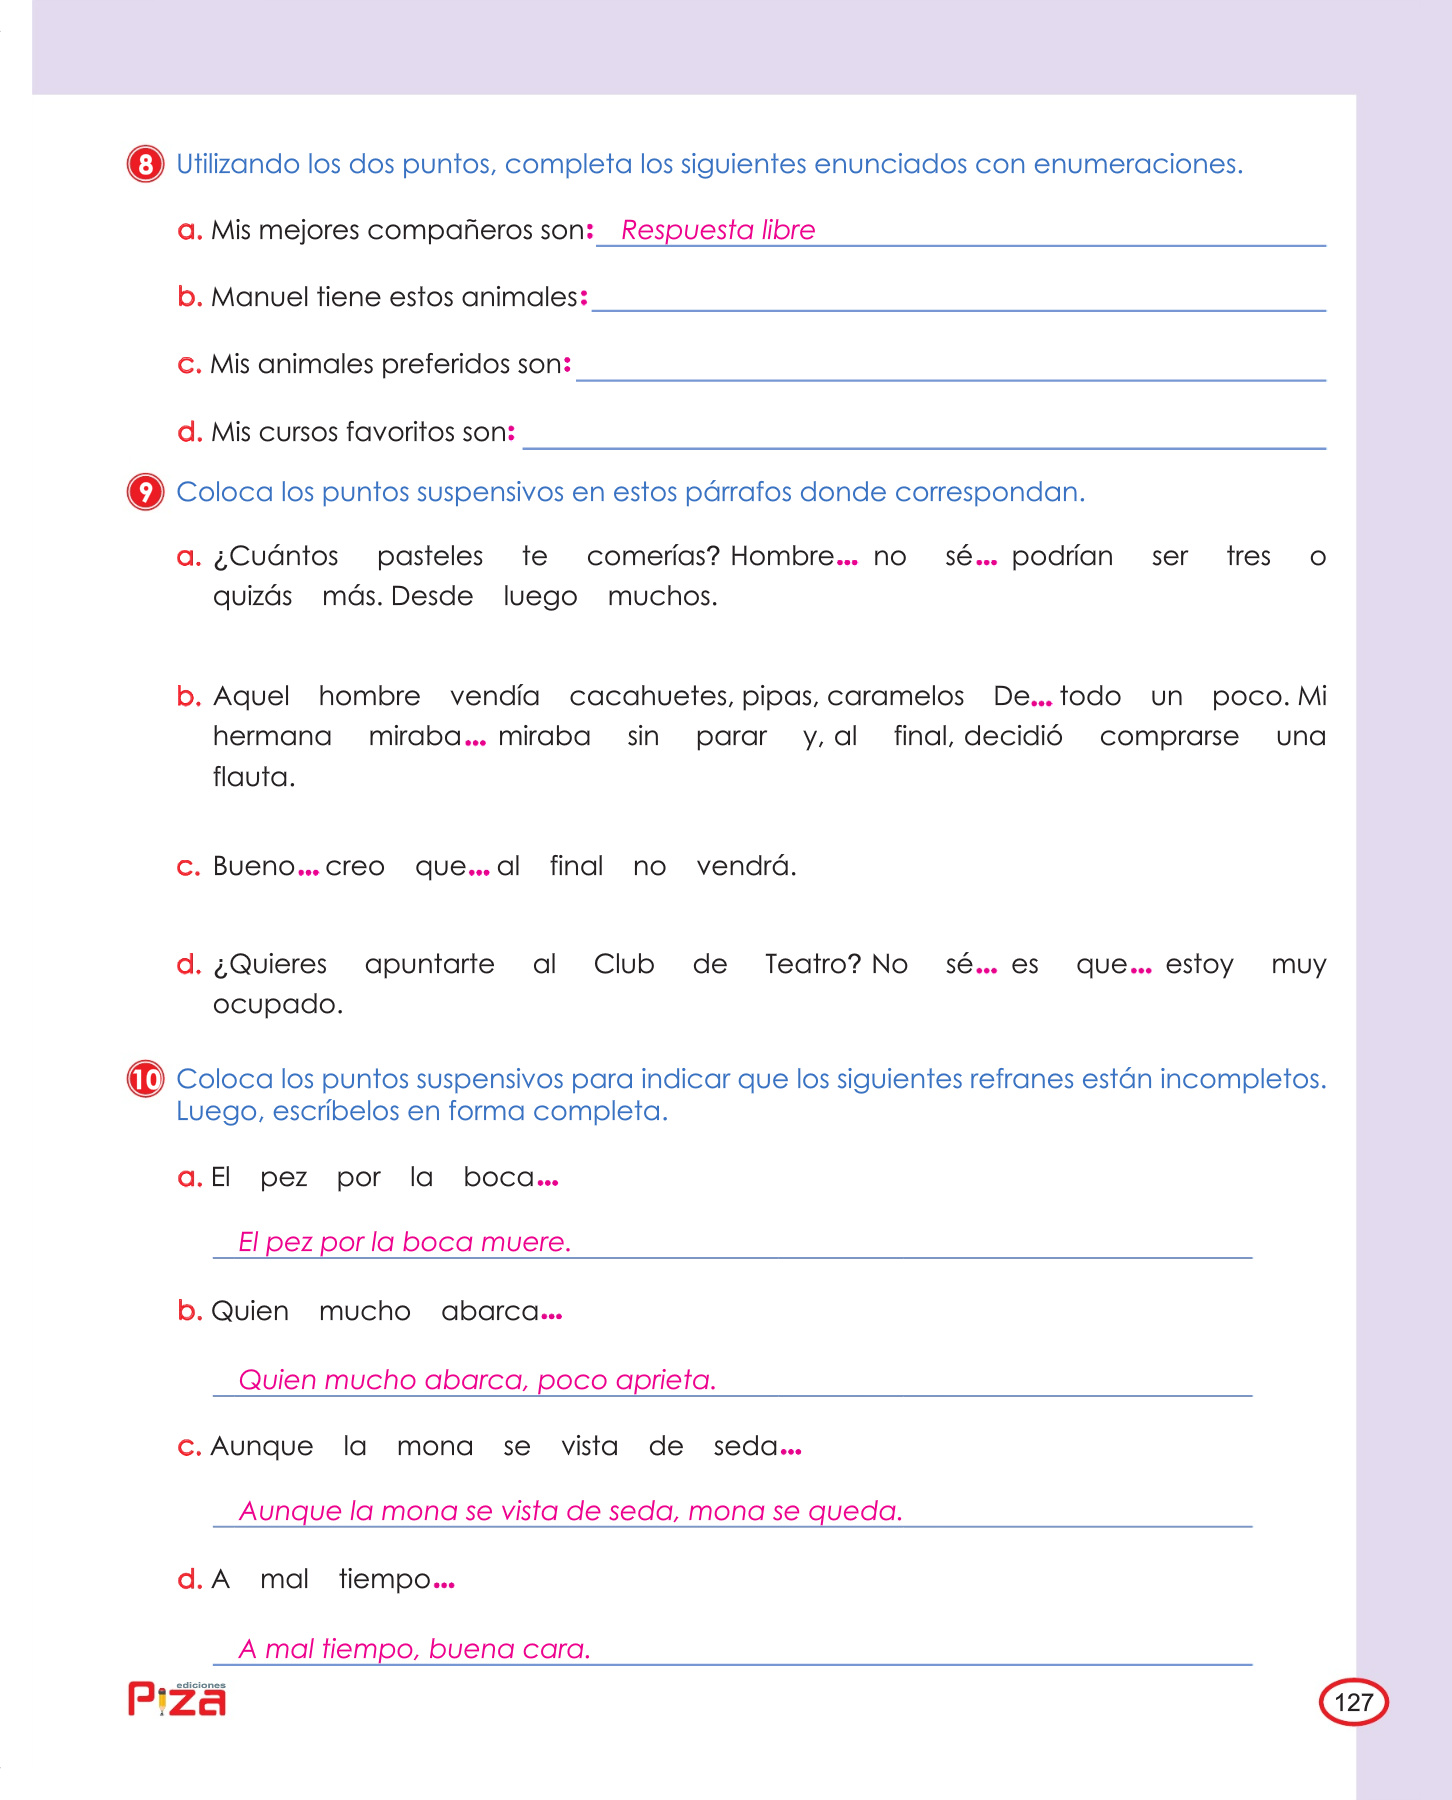 8 Utilizando los dos puntos, completa los siguientes enunciados con enumeraciones.
a. Mis mejores compañeros son: Respuesta libre
b. Manuel tiene estos animales:
c. Mis animales preferidos son:
d. Mis cursos favoritos son:
9 Coloca los puntos suspensivos en estos párrafos donde correspondan.
a. ¿Cuántos pasteles te comerías? Hombre... no sé... podrían ser tres o
quizás más. Desde luego muchos.
b. Aquel hombre vendía cacahuetes, pipas, caramelos De... todo un poco. Mi
hermana miraba... miraba sin parar y, al final, decidió comprarse una
flauta.
c. Bueno... creo que... al final no vendrá.
d. ¿Quieres apuntarte al Club de Teatro? No sé... es que... estoy muy
ocupado.
10 Coloca los puntos suspensivos para indicar que los siguientes refranes están incompletos.
Luego, escríbelos en forma completa.
a. El pez por la boca...
El pez por la boca muere.
b. Quien mucho abarca...
Quien mucho abarca, poco aprieta.
c. Aunque la mona se vista de seda...
Aunque la mona se vista de seda, mona se queda.
d. A mal tiempo...
A mal tiempo, buena cara.
ediciones
Piza
127